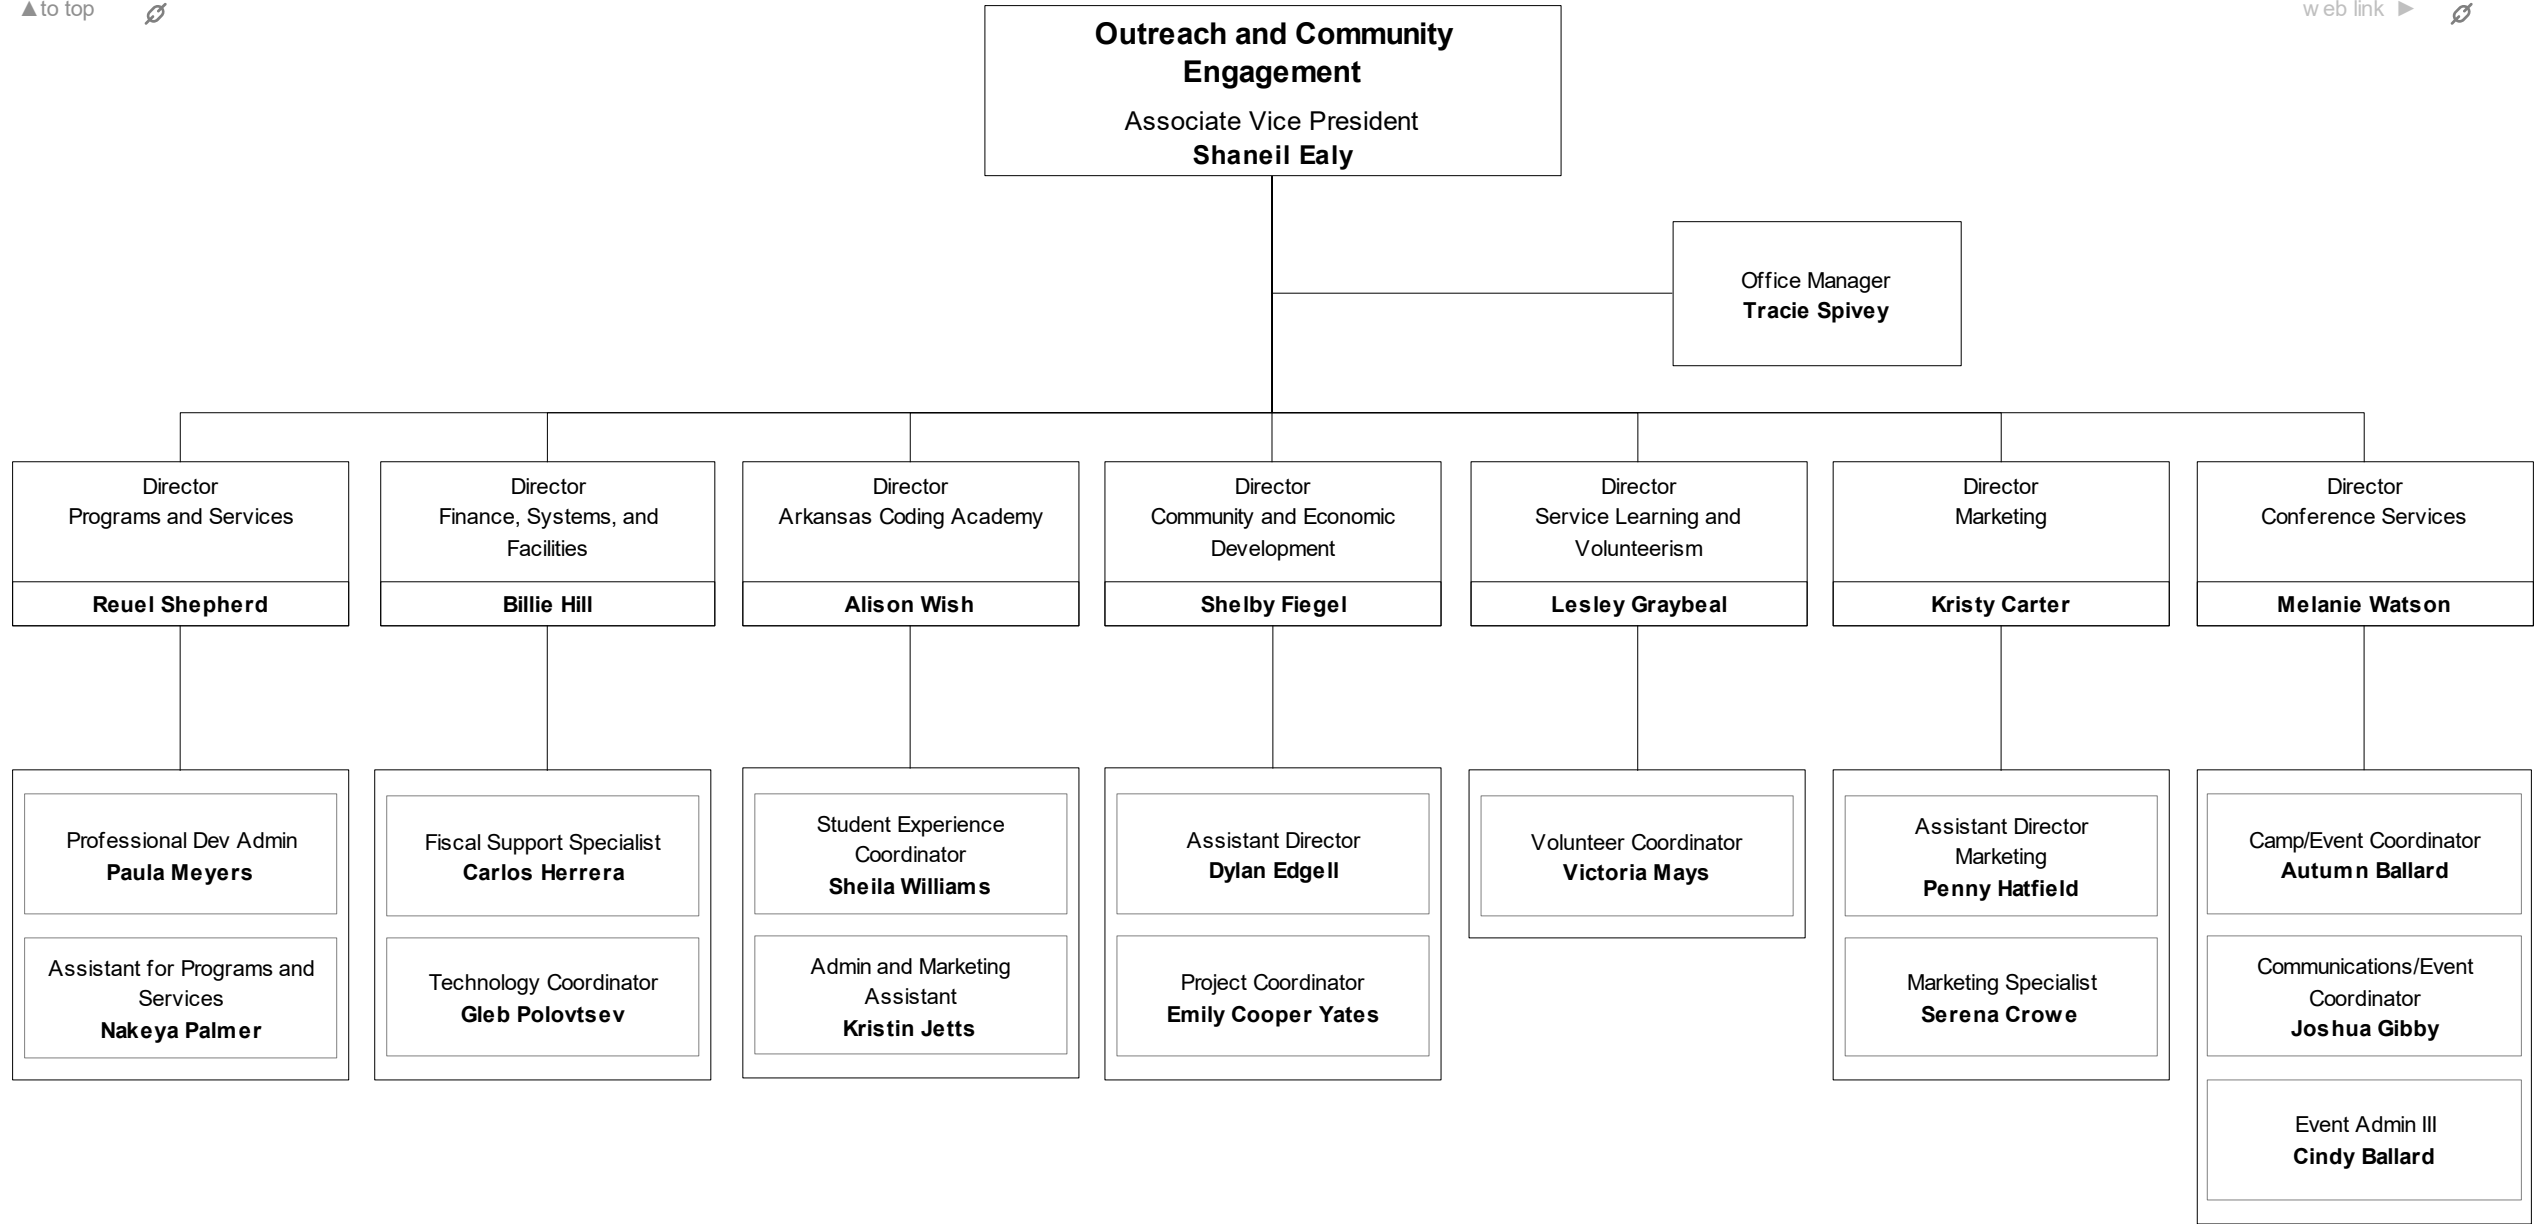 ▲to top
web link ►
Outreach and Community
Engagement
Associate Vice President
Shaneil Ealy
Office Manager
Tracie Spivey
Director
Programs and Services
Reuel Shepherd
Director
Finance, Systems, and
Facilities
Billie Hill
Director
Arkansas Coding Academy
Alison Wish
Director
Community and Economic
Development
Shelby Fiegel
Director
Service Learning and
Volunteerism
Lesley Graybeal
Director
Marketing
Kristy Carter
Director
Conference Services
Melanie Watson
Professional Dev Admin
Paula Meyers
Assistant for Programs and
Services
Nakeya Palmer
Fiscal Support Specialist
Carlos Herrera
Technology Coordinator
Gleb Polovtsev
Student Experience
Coordinator
Sheila Williams
Admin and Marketing
Assistant
Kristin Jetts
Assistant Director
Dylan Edgell
Project Coordinator
Emily Cooper Yates
Volunteer Coordinator
Victoria Mays
Assistant Director
Marketing
Penny Hatfield
Marketing Specialist
Serena Crowe
Camp/Event Coordinator
Autumn Ballard
Communications/Event
Coordinator
Joshua Gibby
Event Admin III
Cindy Ballard